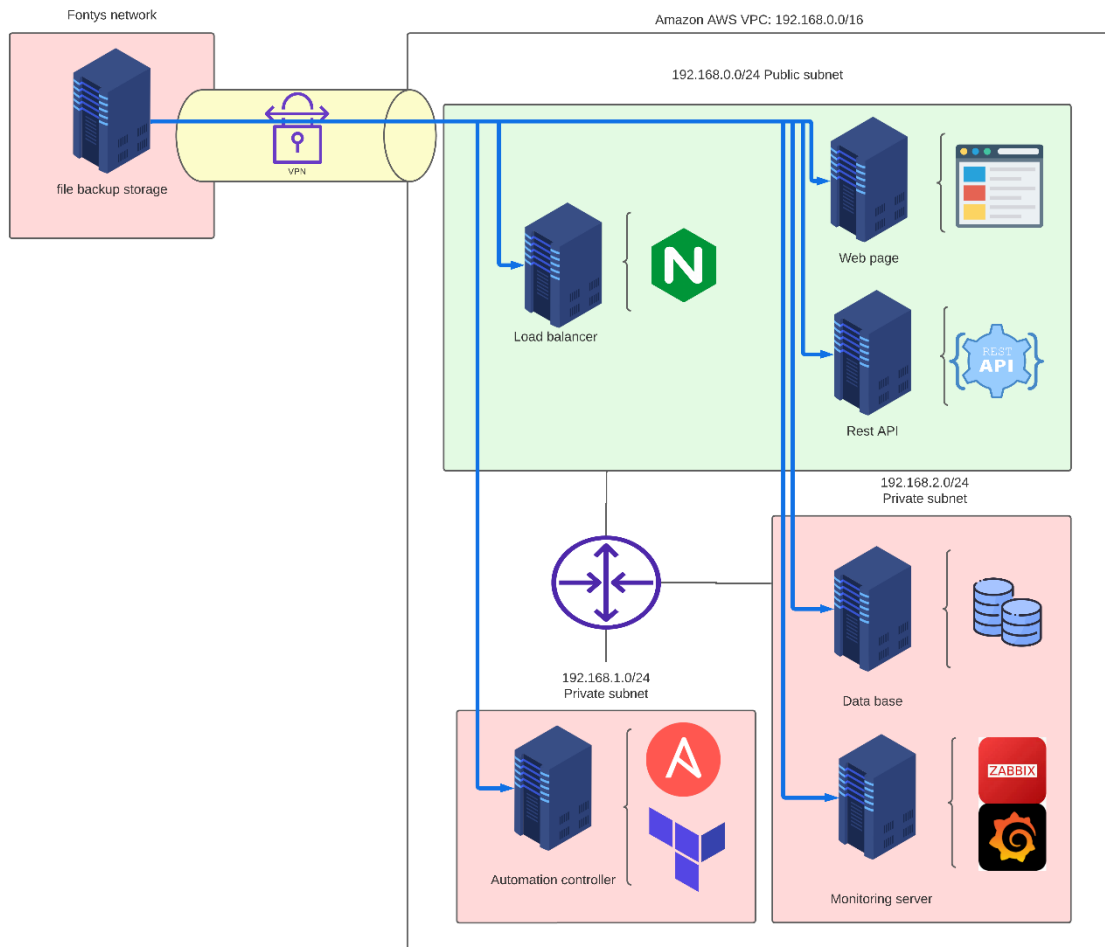 Fontys network
Amazon AWS VPC: 192.168.0.0/16
192.168.0.0/24 Public subnet
VPN
file backup storage
Web page
Load balancer
REST
API
Rest API
192.168.2.0/24
Private subnet
192.168.1.0/24
Private subnet
Data base
ZABBIX
Automation controller
Monitoring server